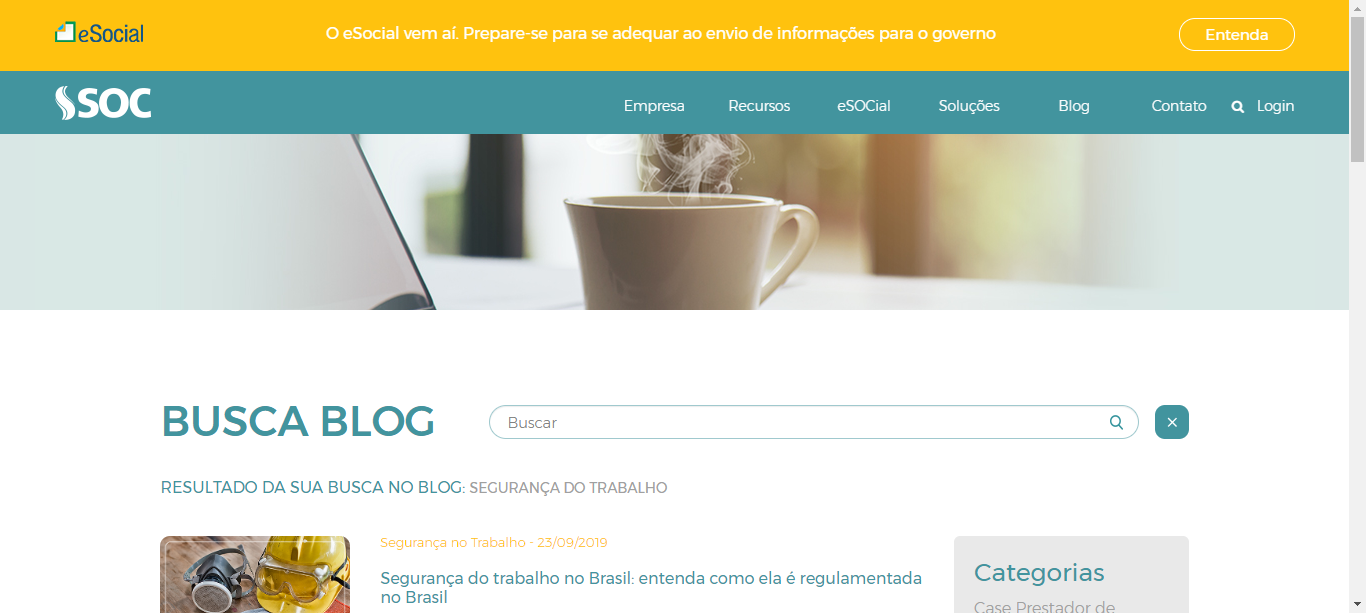 eSocial
O eSocial vem aí. Prepare-se para se adequar ao envio de informações para o governo
Entenda
SOC
Empresa
Recursos
eSOCial
Soluções
Blog
Contato
Login
BUSCA BLOG
Buscar
RESULTADO DA SUA BUSCA NO BLOG: SEGURANÇA DO TRABALHO
Segurança no Trabalho - 23/09/2019
Segurança do trabalho no Brasil: entenda como ela é regulamentada
no Brasil
Categorias
Case Prestador de